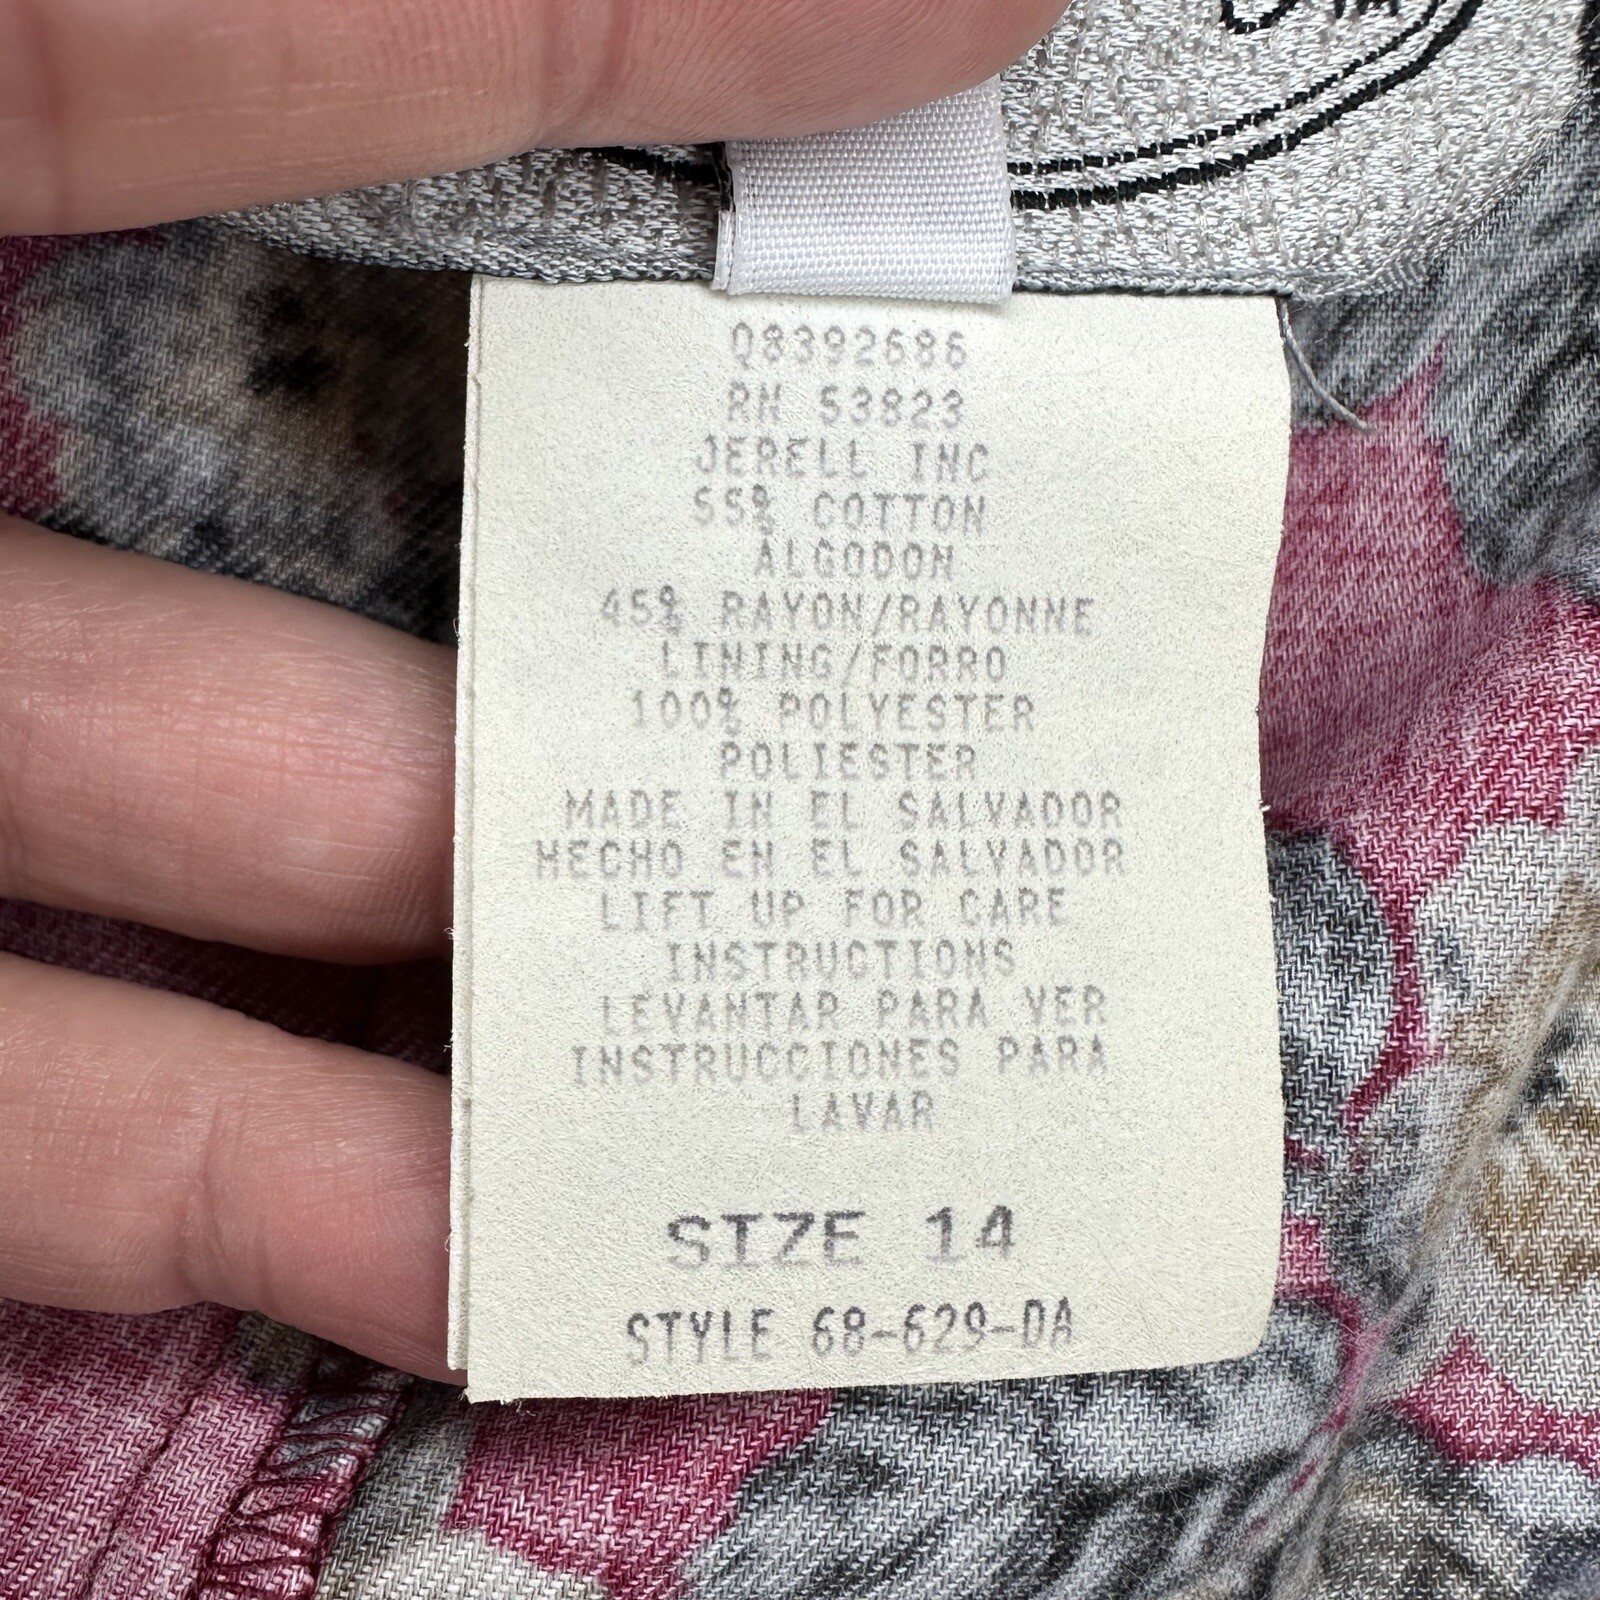 Q8392686
RN 53823
JERELL INC
55% COTTON
ALGODON
45% RAYON/RAYONNE
LINING/FORRO
100% POLYESTER
POLIESTER
MADE IN EL SALVADOR
HECHO EN EL SALVADOR
LIFT UP FOR CARE
INSTRUCTIONS
LEVANTAR PARA VER
INSTRUCCIONES PARA
LAVAR
SIZE 14
STYLE 68-629-DA